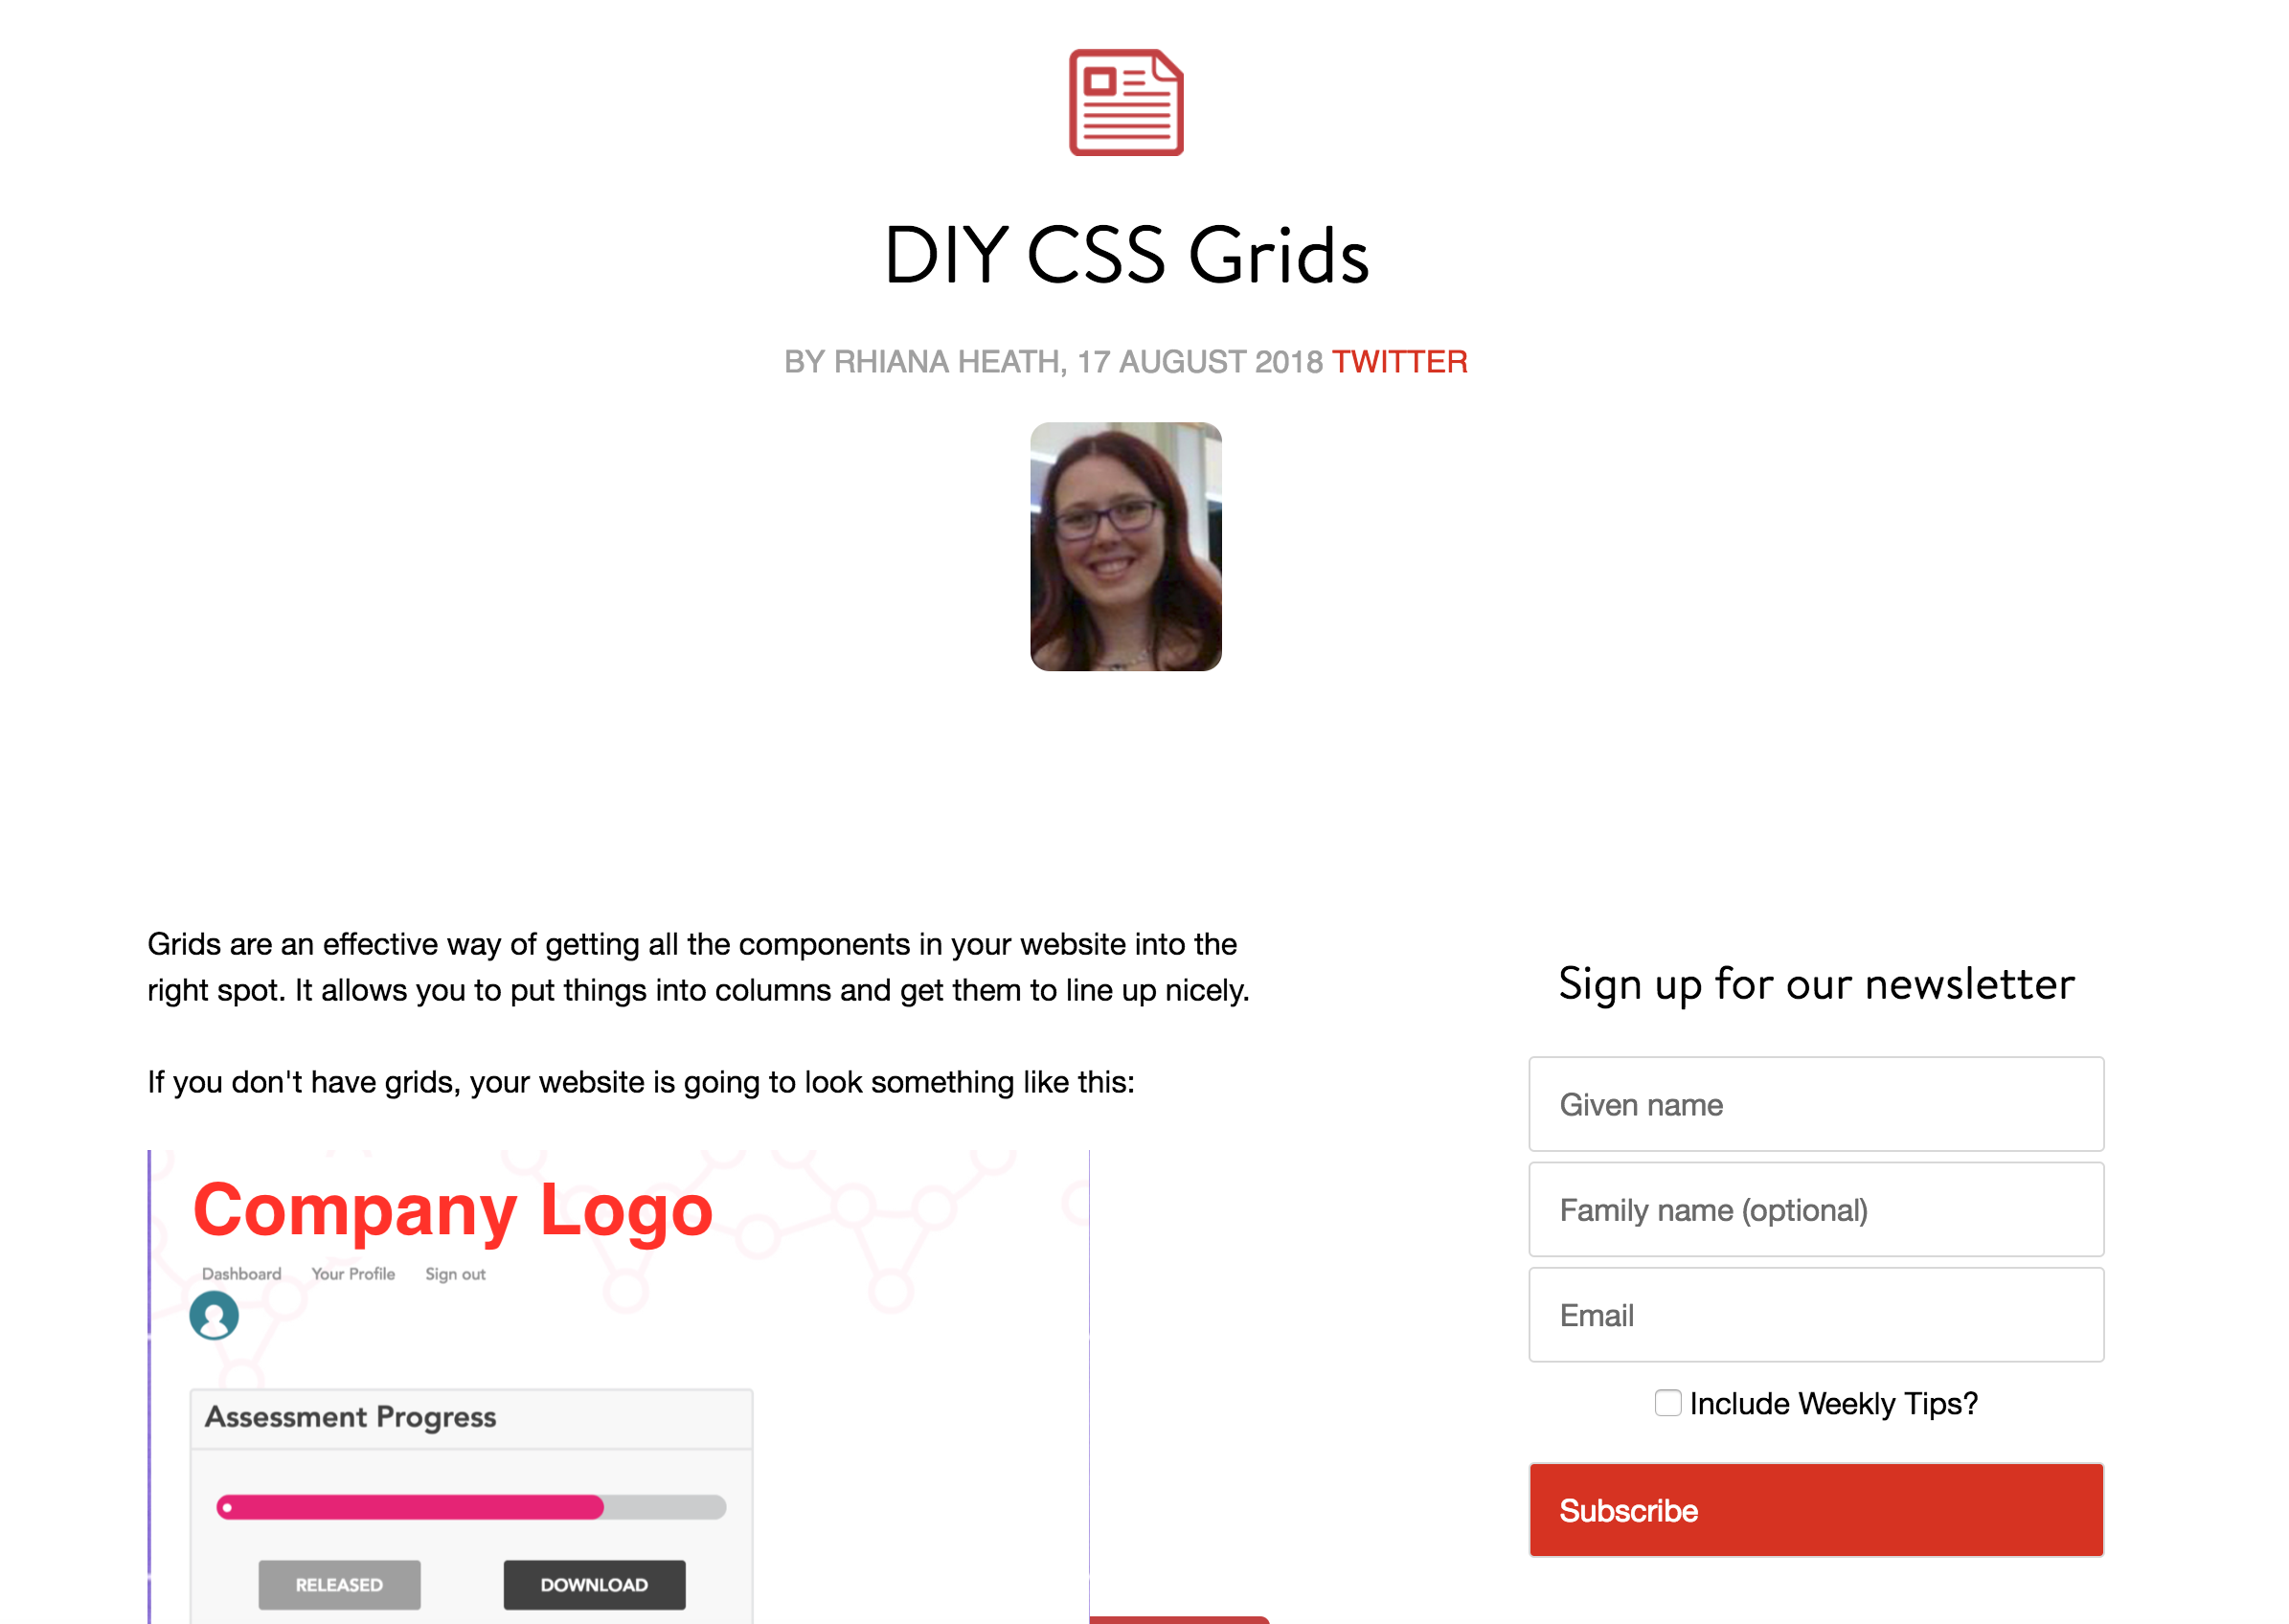 DIY CSS Grids
BY RHIANA HEATH, 17 AUGUST 2018 TWITTER
Grids are an effective way of getting all the components in your website into the
right spot. It allows you to put things into columns and get them to line up nicely.
If you don't have grids, your website is going to look something like this:
Company Logo
Dashboard Your Profile Sign out
Assessment Progress
RELEASED DOWNLOAD
Sign up for our newsletter
Given name
Family name (optional)
Email
Include Weekly Tips?
Subscribe